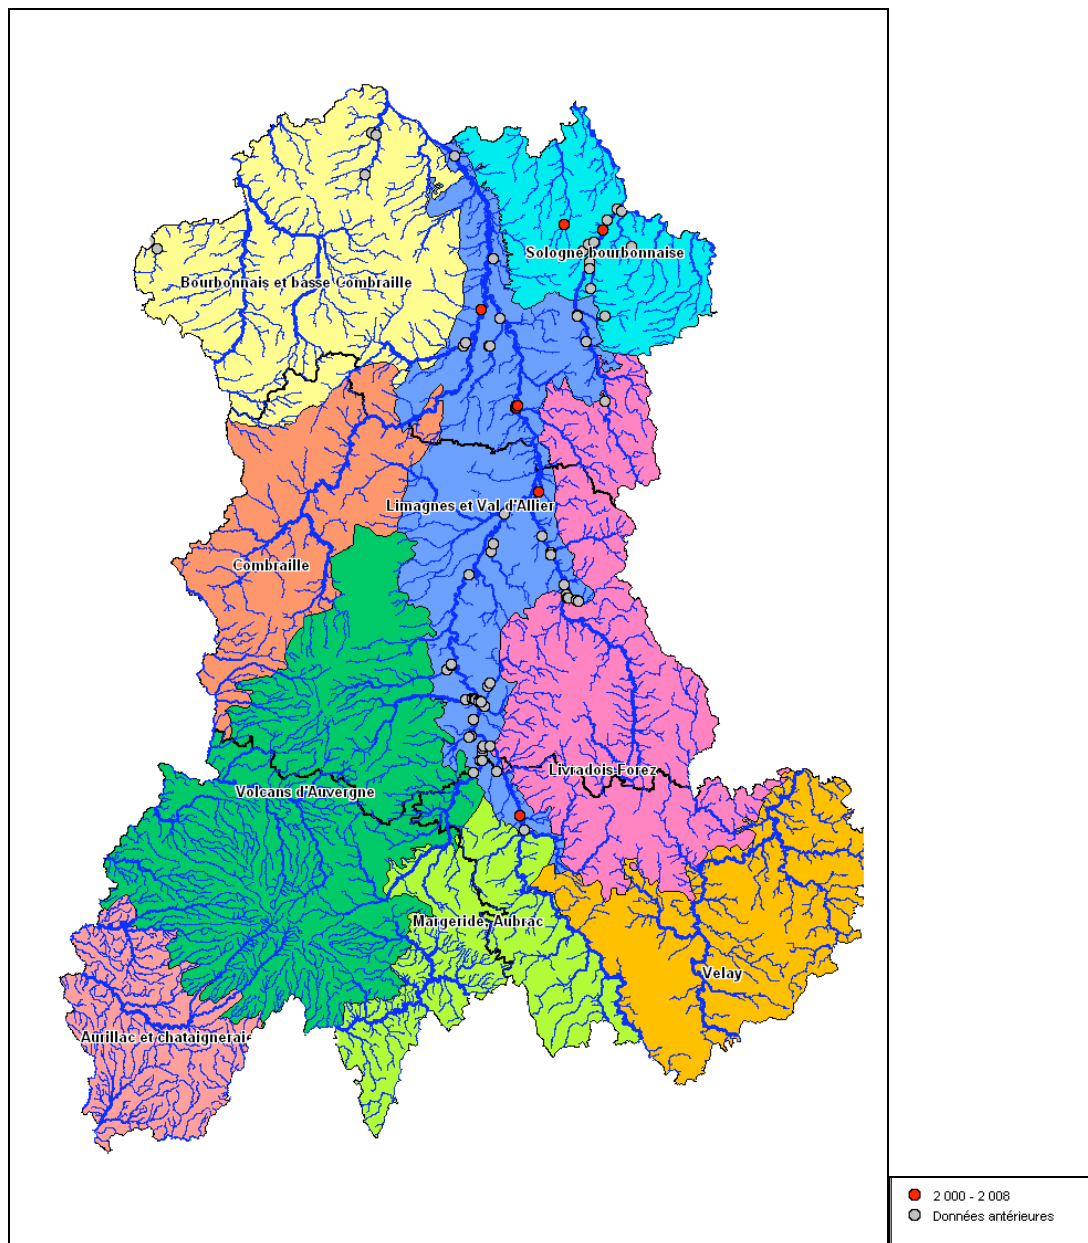 Sologne bourbonnaise
Bourbonnais et basse Combraille
Limagnes et Val d'Allier
Combraille
Livradois-Forez
Volcans d'Auvergne
Margeride, Aubrac
Velay
Aurillac et chataigneraie
2 000 - 2 008
Données antérieures